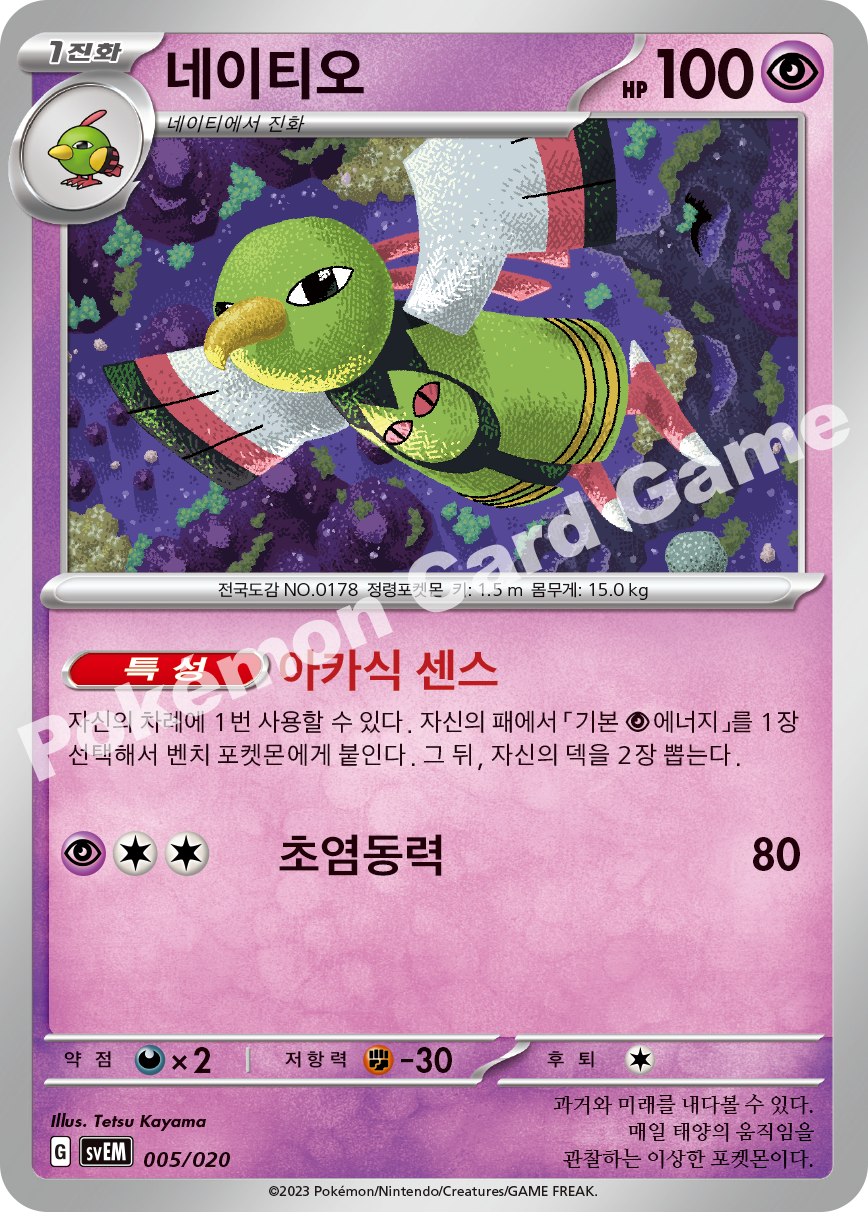 1진화
네이티오
HP 100
네이티에서 진화
전국도감 NO.0178 정령포켓몬 키: 1.5 m 몸무게: 15.0 kg
특성 아카식 센스
자신의 차례에 1번 사용할 수 있다. 자신의 패에서 「기본 에너지」를 1장
선택해서 벤치 포켓몬에게 붙인다. 그 뒤, 자신의 덱을 2장 뽑는다.
초염동력 80
약점 ×2 저항력 -30 후퇴
Illus. Tetsu Kayama
G svEM 005/020
과거와 미래를 내다볼 수 있다.
매일 태양의 움직임을
관찰하는 이상한 포켓몬이다.
©2023 Pokémon/Nintendo/Creatures/GAME FREAK.
Pokémon Card Game